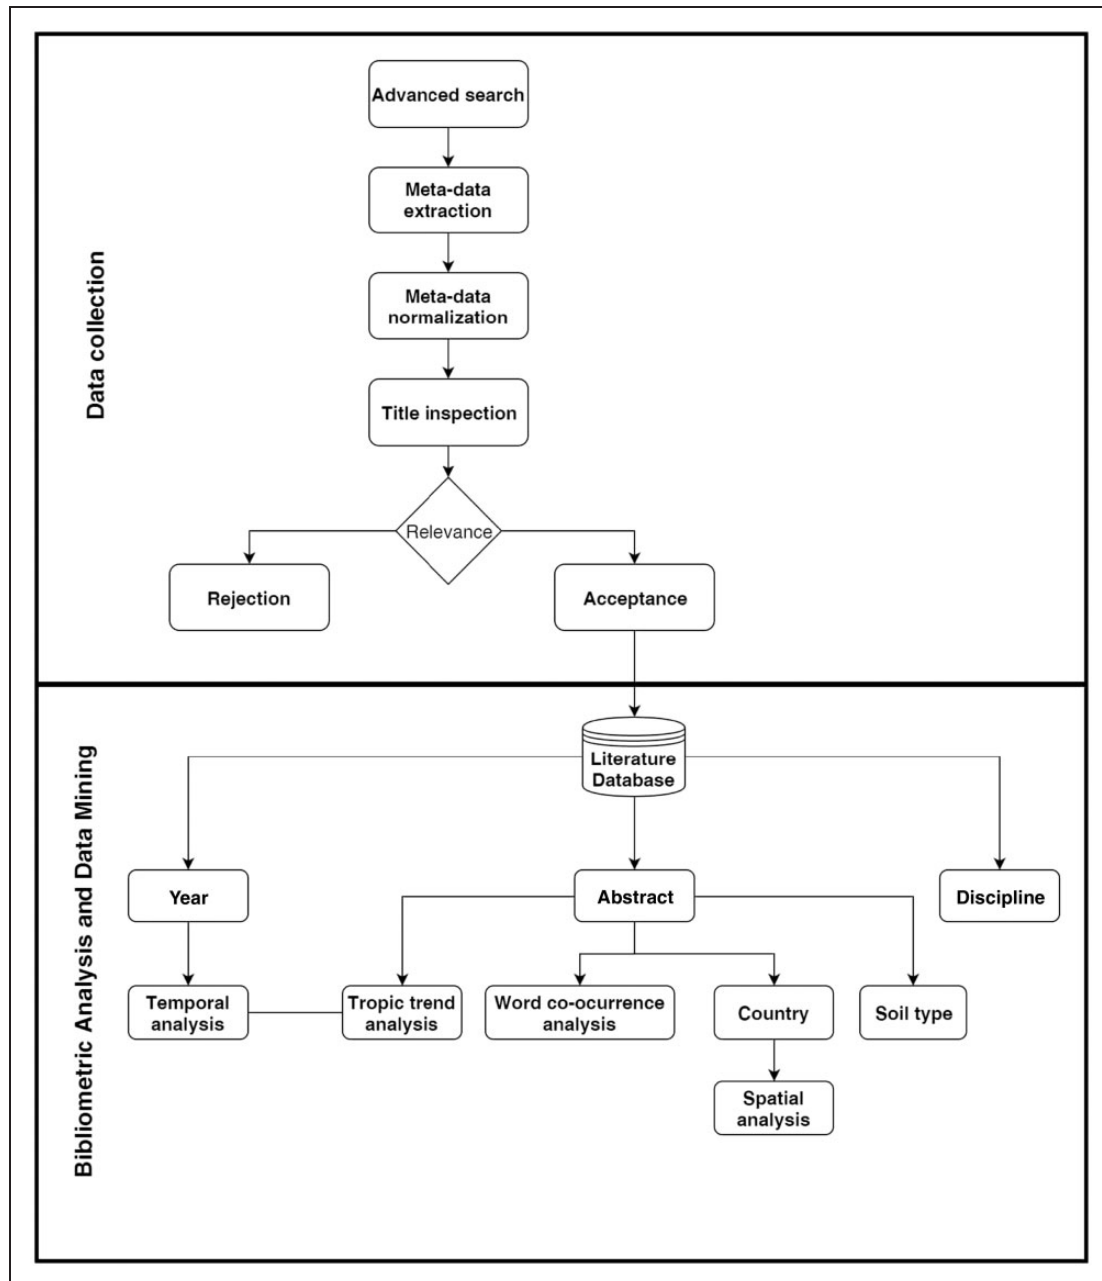 Data collection
Advanced search
Meta-data
extraction
Meta-data
normalization
Title inspection
Relevance
Rejection
Acceptance
Bibliometric Analysis and Data Mining
Literature
Database
Year
Abstract
Discipline
Temporal
analysis
Tropic trend
analysis
Word co-ocurrence
analysis
Country
Soil type
Spatial
analysis